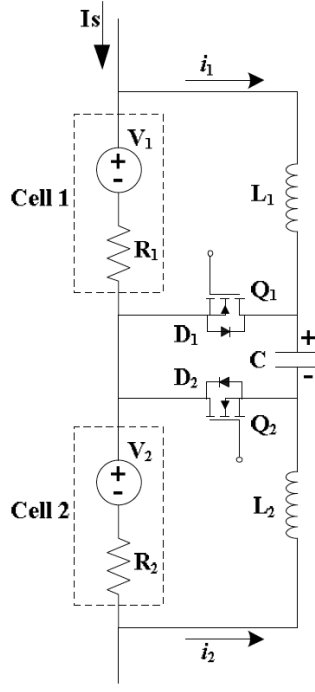 Is
i₁
V₁
+
-
Cell 1
R₁
L₁
Q₁
D₁
+
C
-
D₂
Q₂
V₂
+
-
Cell 2
R₂
L₂
i₂